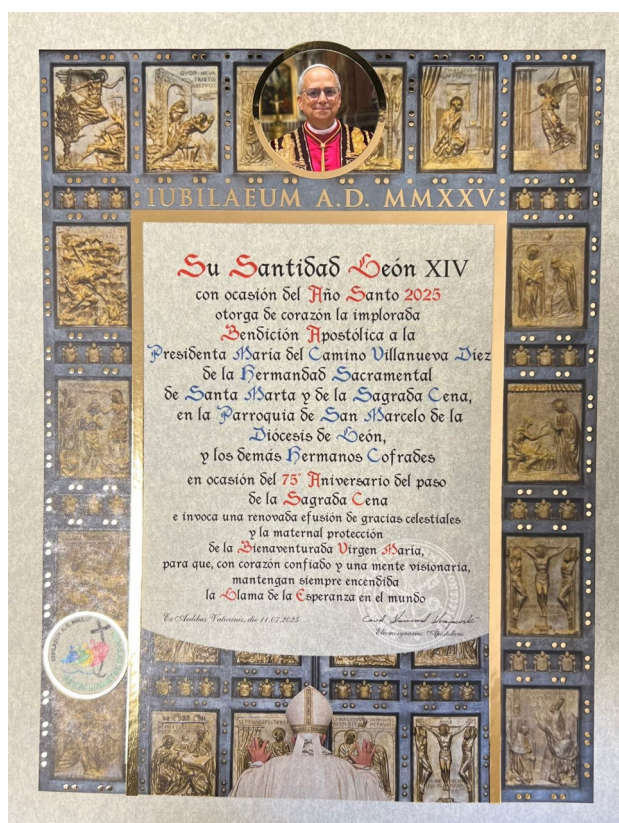 IUBILAEUM A.D. MMXXV
Su Santidad León XIV
con ocasión del Año Santo 2025
otorga de corazón la implorada
Bendición Apostólica a la
Presidenta María del Camino Villanueva Díez
de la Hermandad Sacramental
de Santa Marta y de la Sagrada Cena,
en la Parroquia de San Marcelo de la
Diócesis de León,
y los demás Hermanos Cofrades
en ocasión del 75° Aniversario del paso
de la Sagrada Cena
e invoca una renovada efusión de gracias celestiales
y la maternal protección
de la Bienaventurada Virgen María,
para que, con corazón confiado y una mente visionaria,
mantengan siempre encendida
la Llama de la Esperanza en el mundo
Ex Aedibus Vaticanis, die 11.07.2025
Elemosynarius Apostolicus